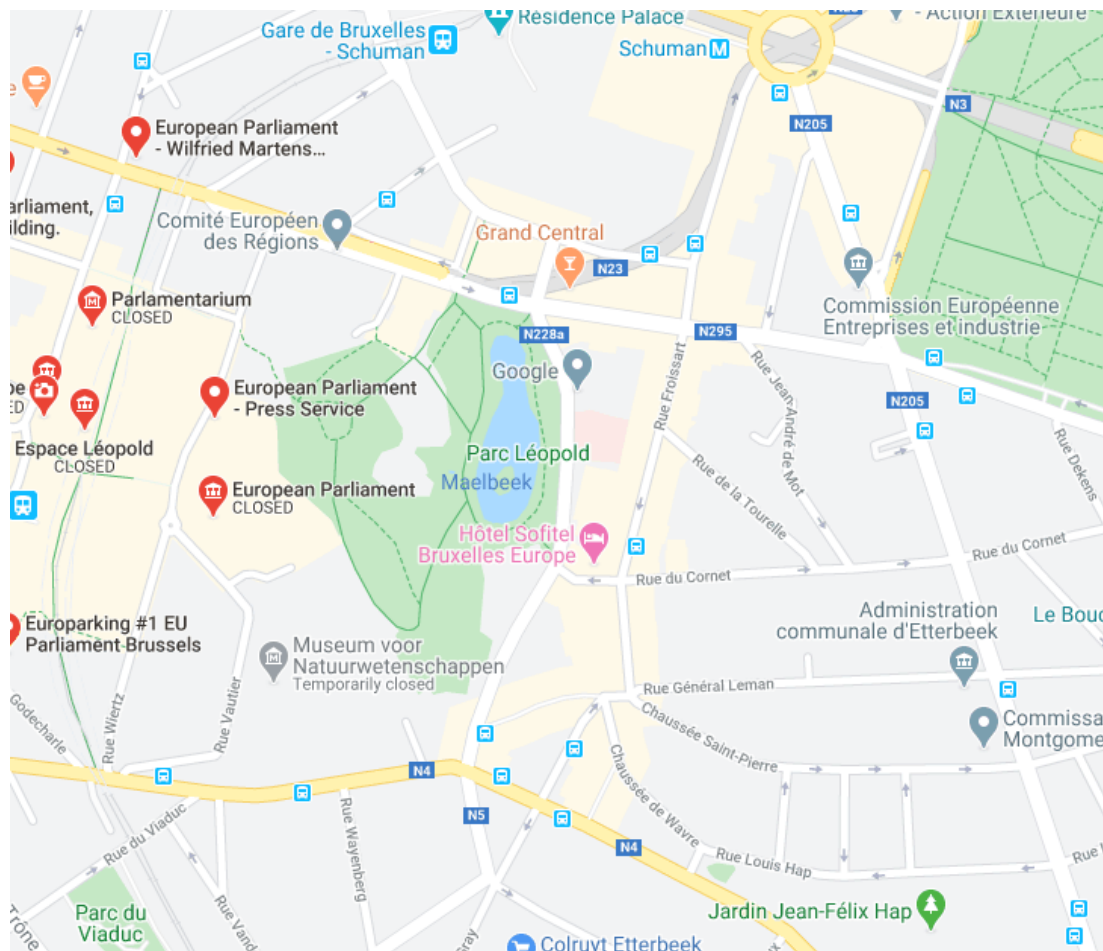 Résidence Palace
- Action Extérieure
Gare de Bruxelles
- Schuman
Schuman M
N3
N205
European Parliament
- Wilfried Martens...
arliament,
ilding.
Comité Européen
des Régions
Grand Central
N23
Parlamentarium
CLOSED
Commission Européenne
Entreprises et industrie
N228a
N295
Google
Rue Froissart
Rue Jean-André de Mot
N205
European Parliament
- Press Service
Espace Léopold
CLOSED
Parc Léopold
Maelbeek
Rue de la Tourelle
Rue Dekens
European Parliament
CLOSED
Hôtel Sofitel
Bruxelles Europe
Rue du Cornet
Rue du Cornet
Europarking #1 EU
Parliament Brussels
Museum voor
Natuurwetenschappen
Temporarily closed
Administration
communale d'Etterbeek
Le Bouc
Rue Général Leman
Godecharle
Rue Wiertz
Rue Vautier
Chaussée Saint-Pierre
Commissa
Montgome
N4
N5
Chaussée de Wavre
Rue du Viaduc
Rue Wayenberg
N4
Rue Louis Hap
Parc du
Viaduc
Trône
Rue Vand
Jardin Jean-Félix Hap
Colruyt Etterbeek